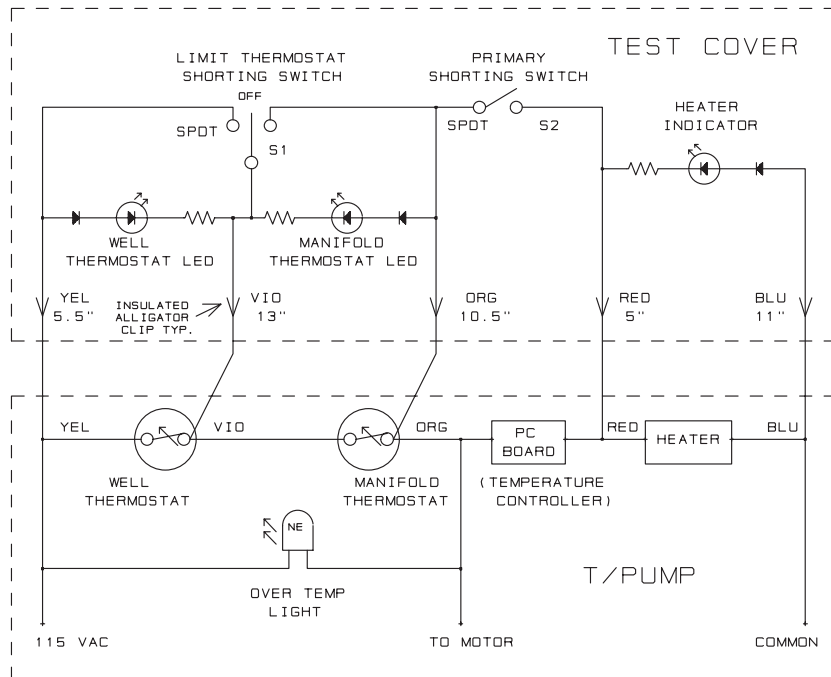 TEST COVER
LIMIT THERMOSTAT
SHORTING SWITCH
OFF
SPDT
S1
PRIMARY
SHORTING SWITCH
SPDT
S2
HEATER
INDICATOR
WELL
THERMOSTAT LED
MANIFOLD
THERMOSTAT LED
YEL
5.5"
INSULATED
ALLIGATOR
CLIP TYP.
VIO
13"
ORG
10.5"
RED
5"
BLU
11"
YEL
VIO
ORG
PC
BOARD
RED
HEATER
BLU
WELL
THERMOSTAT
MANIFOLD
THERMOSTAT
(TEMPERATURE
CONTROLLER)
NE
OVER TEMP
LIGHT
T/PUMP
115 VAC
TO MOTOR
COMMON